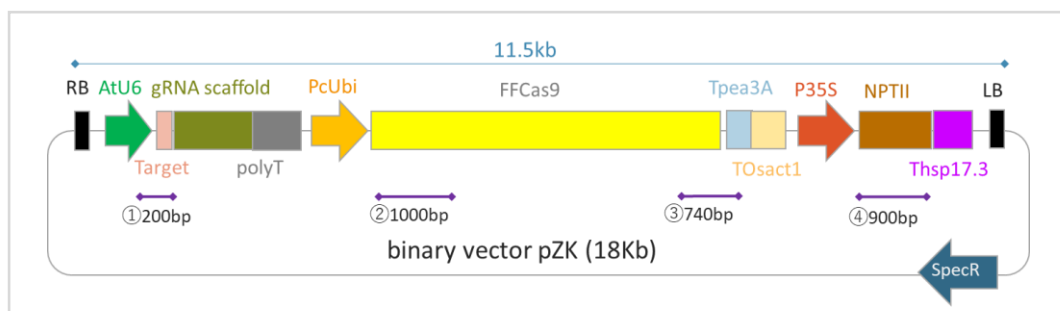 11.5kb
RB AtU6 gRNA scaffold PcUbi FFCas9 Tpea3A P35S NPTII LB
Target polyT TOsact1 Thsp17.3
①200bp ②1000bp ③740bp ④900bp
binary vector pZK (18Kb)
SpecR